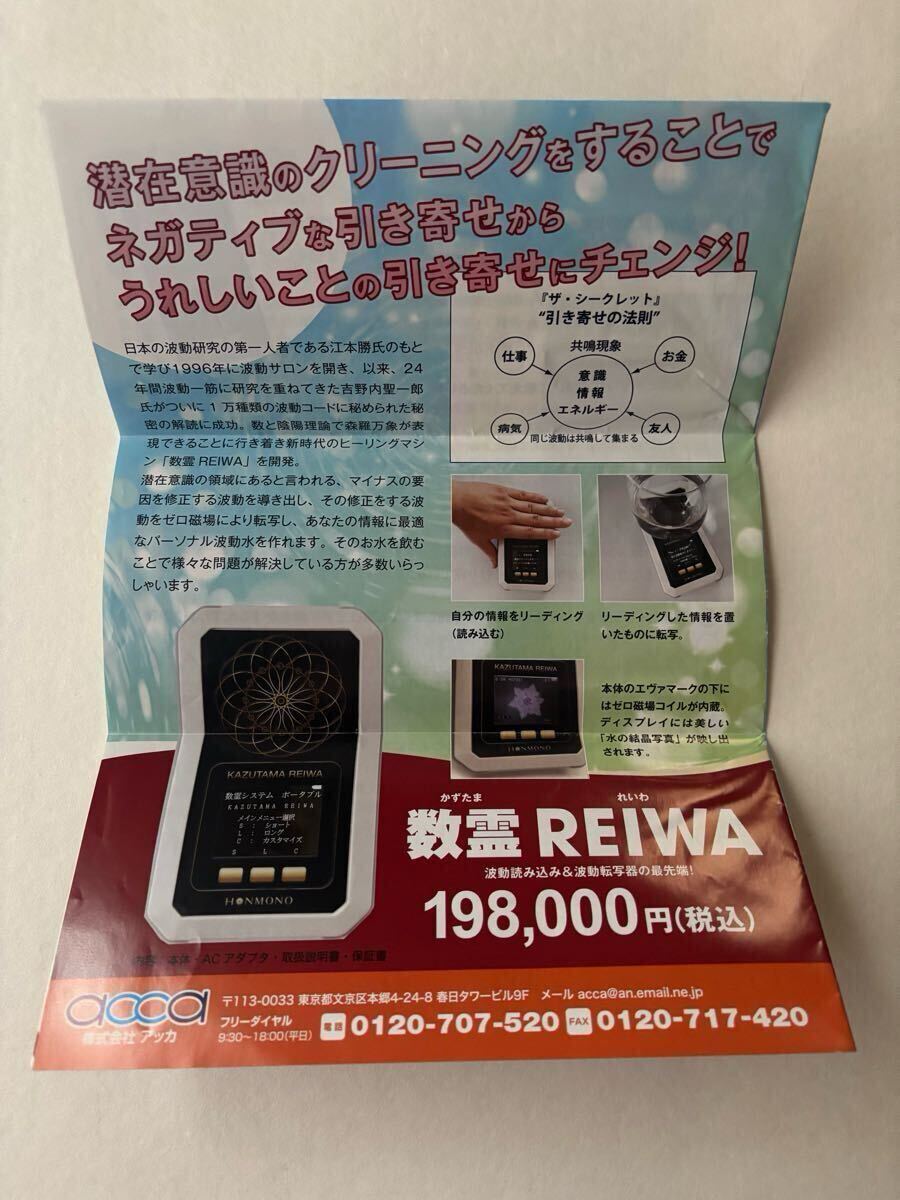 潜在意識のクリーニングをすることで
ネガティブな引き寄せから
うれしいことの引き寄せにチェンジ!
日本の波動研究の第一人者である江本勝氏のもと
で学び1996年に波動サロンを開き、以来、24
年間波動一筋に研究を重ねてきた吉野内聖一郎
氏がついに1万種類の波動コードに秘められた秘
密の解読に成功。数と陰陽理論で森羅万象が表
現できることに行き着き新時代のヒーリングマシ
ン「数霊REIWA」を開発。
潜在意識の領域にあると言われる、マイナスの要
因を修正する波動を導き出し、その修正をする波
動をゼロ磁場により転写し、あなたの情報に最適
なパーソナル波動水を作れます。そのお水を飲む
ことで様々な問題が解決している方が多数いらっ
しゃいます。
『ザ・シークレット』
“引き寄せの法則”
共鳴現象
仕事
お金
意識
情報
エネルギー
病気
友人
同じ波動は共鳴して集まる
自分の情報をリーディング
(読み込む)
リーディングした情報を置
いたものに転写。
KAZUTAMA REIWA
HONMONO
本体のエヴァマークの下に
はゼロ磁場コイルが内蔵。
ディスプレイには美しい
「水の結晶写真」が映し出
されます。
KAZUTAMA REIWA
数霊システム ポータブル
KAZUTAMA REIWA
メインメニュー選択
S : ショート
L : ロング
C : カスタマイズ
S L C
HONMONO
内容:本体・ACアダプタ・取扱説明書・保証書
かずたま れいわ
数霊 REIWA
波動読み込み&波動転写器の最先端!
198,000円(税込)
acca
株式会社 アッカ
〒113-0033 東京都文京区本郷4-24-8 春日タワービル9F メール acca@an.email.ne.jp
フリーダイヤル
9:30~18:00(平日)
電話 0120-707-520 FAX 0120-717-420